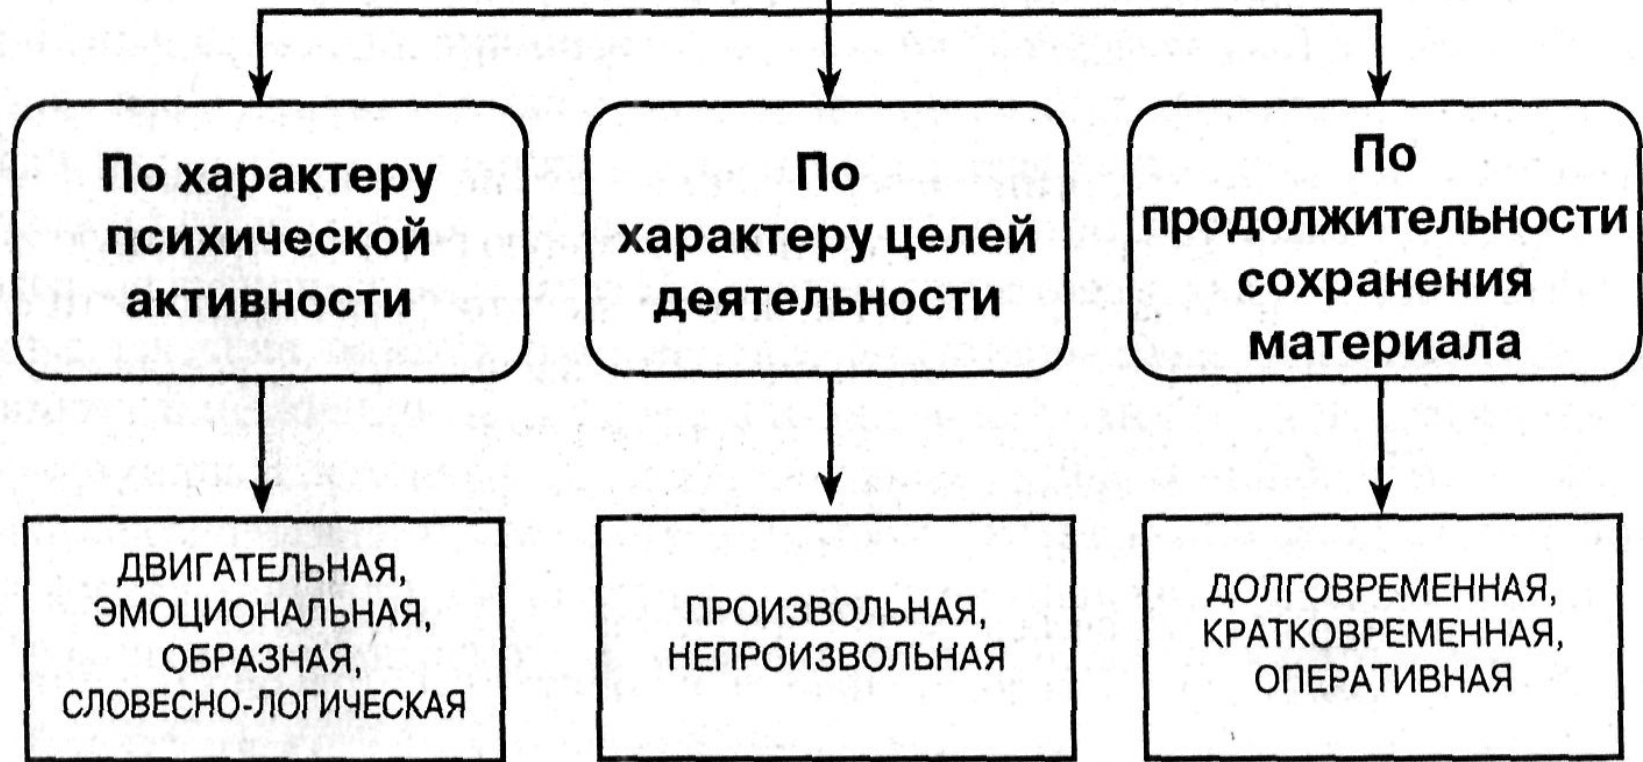 По характеру
психической
активности
По
характеру целей
деятельности
По
продолжительности
сохранения
материала
ДВИГАТЕЛЬНАЯ,
ЭМОЦИОНАЛЬНАЯ,
ОБРАЗНАЯ,
СЛОВЕСНО-ЛОГИЧЕСКАЯ
ПРОИЗВОЛЬНАЯ,
НЕПРОИЗВОЛЬНАЯ
ДОЛГОВРЕМЕННАЯ,
КРАТКОВРЕМЕННАЯ,
ОПЕРАТИВНАЯ